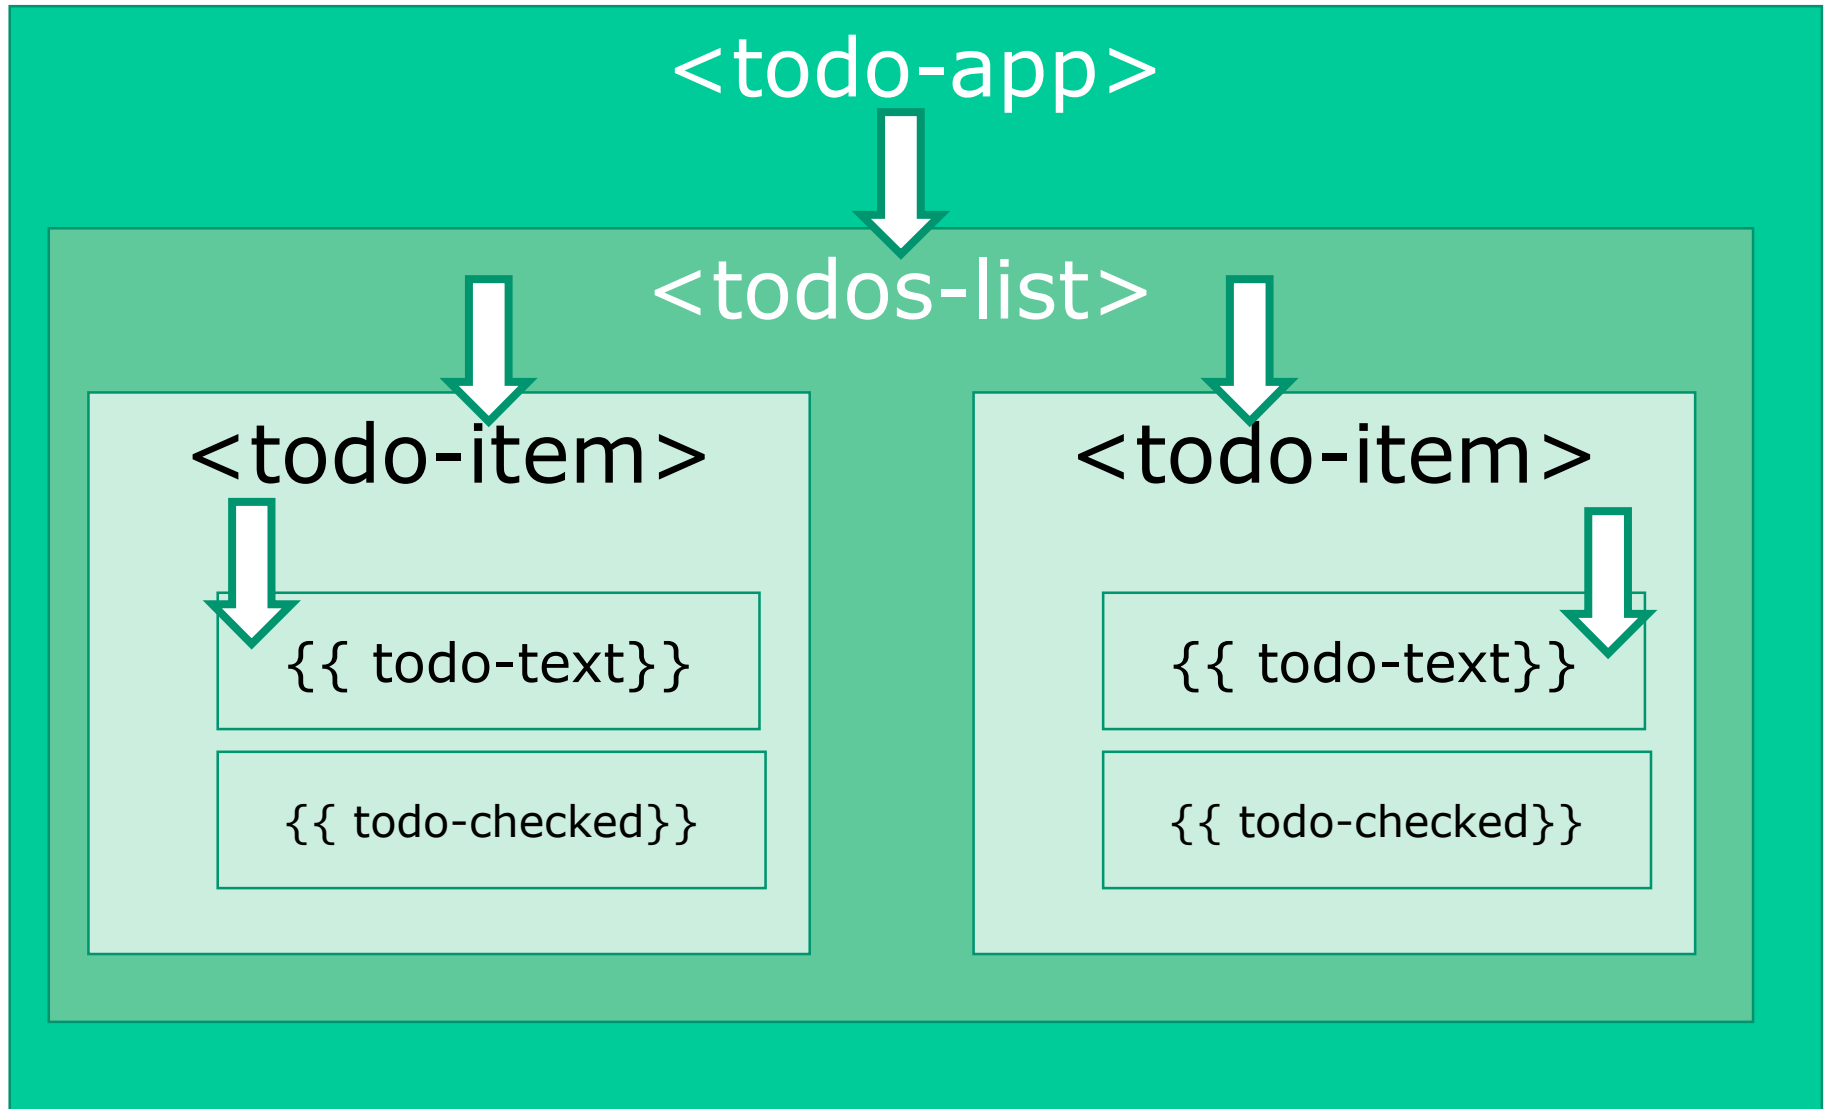 <todo-app>
<todos-list>
<todo-item>
{{ todo-text}}
{{ todo-checked}}
<todo-item>
{{ todo-text}}
{{ todo-checked}}